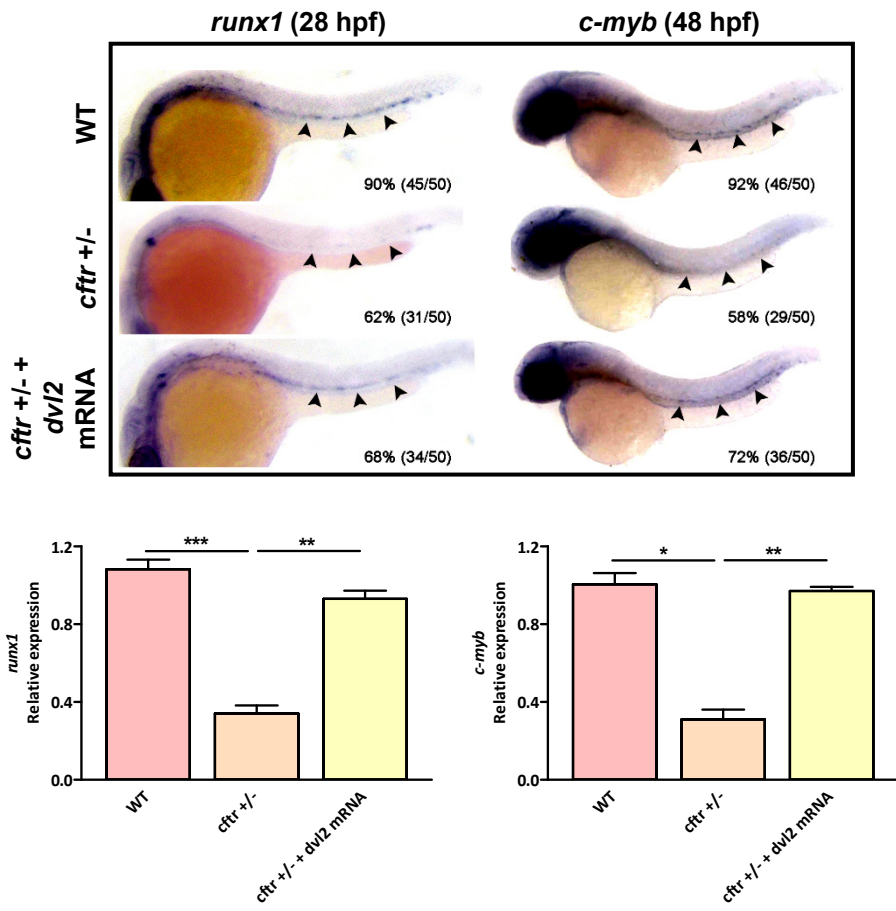 runx1 (28 hpf)
c-myb (48 hpf)
WT
90% (45/50)
92% (46/50)
cftr +/-
62% (31/50)
58% (29/50)
cftr +/- +
dvl2
mRNA
68% (34/50)
72% (36/50)
runx1
Relative expression
1.2
0.8
0.4
0.0
***
**
WT
cftr +/-
cftr +/- + dvl2 mRNA
c-myb
Relative expression
1.2
0.8
0.4
0.0
*
**
WT
cftr +/-
cftr +/- + dvl2 mRNA